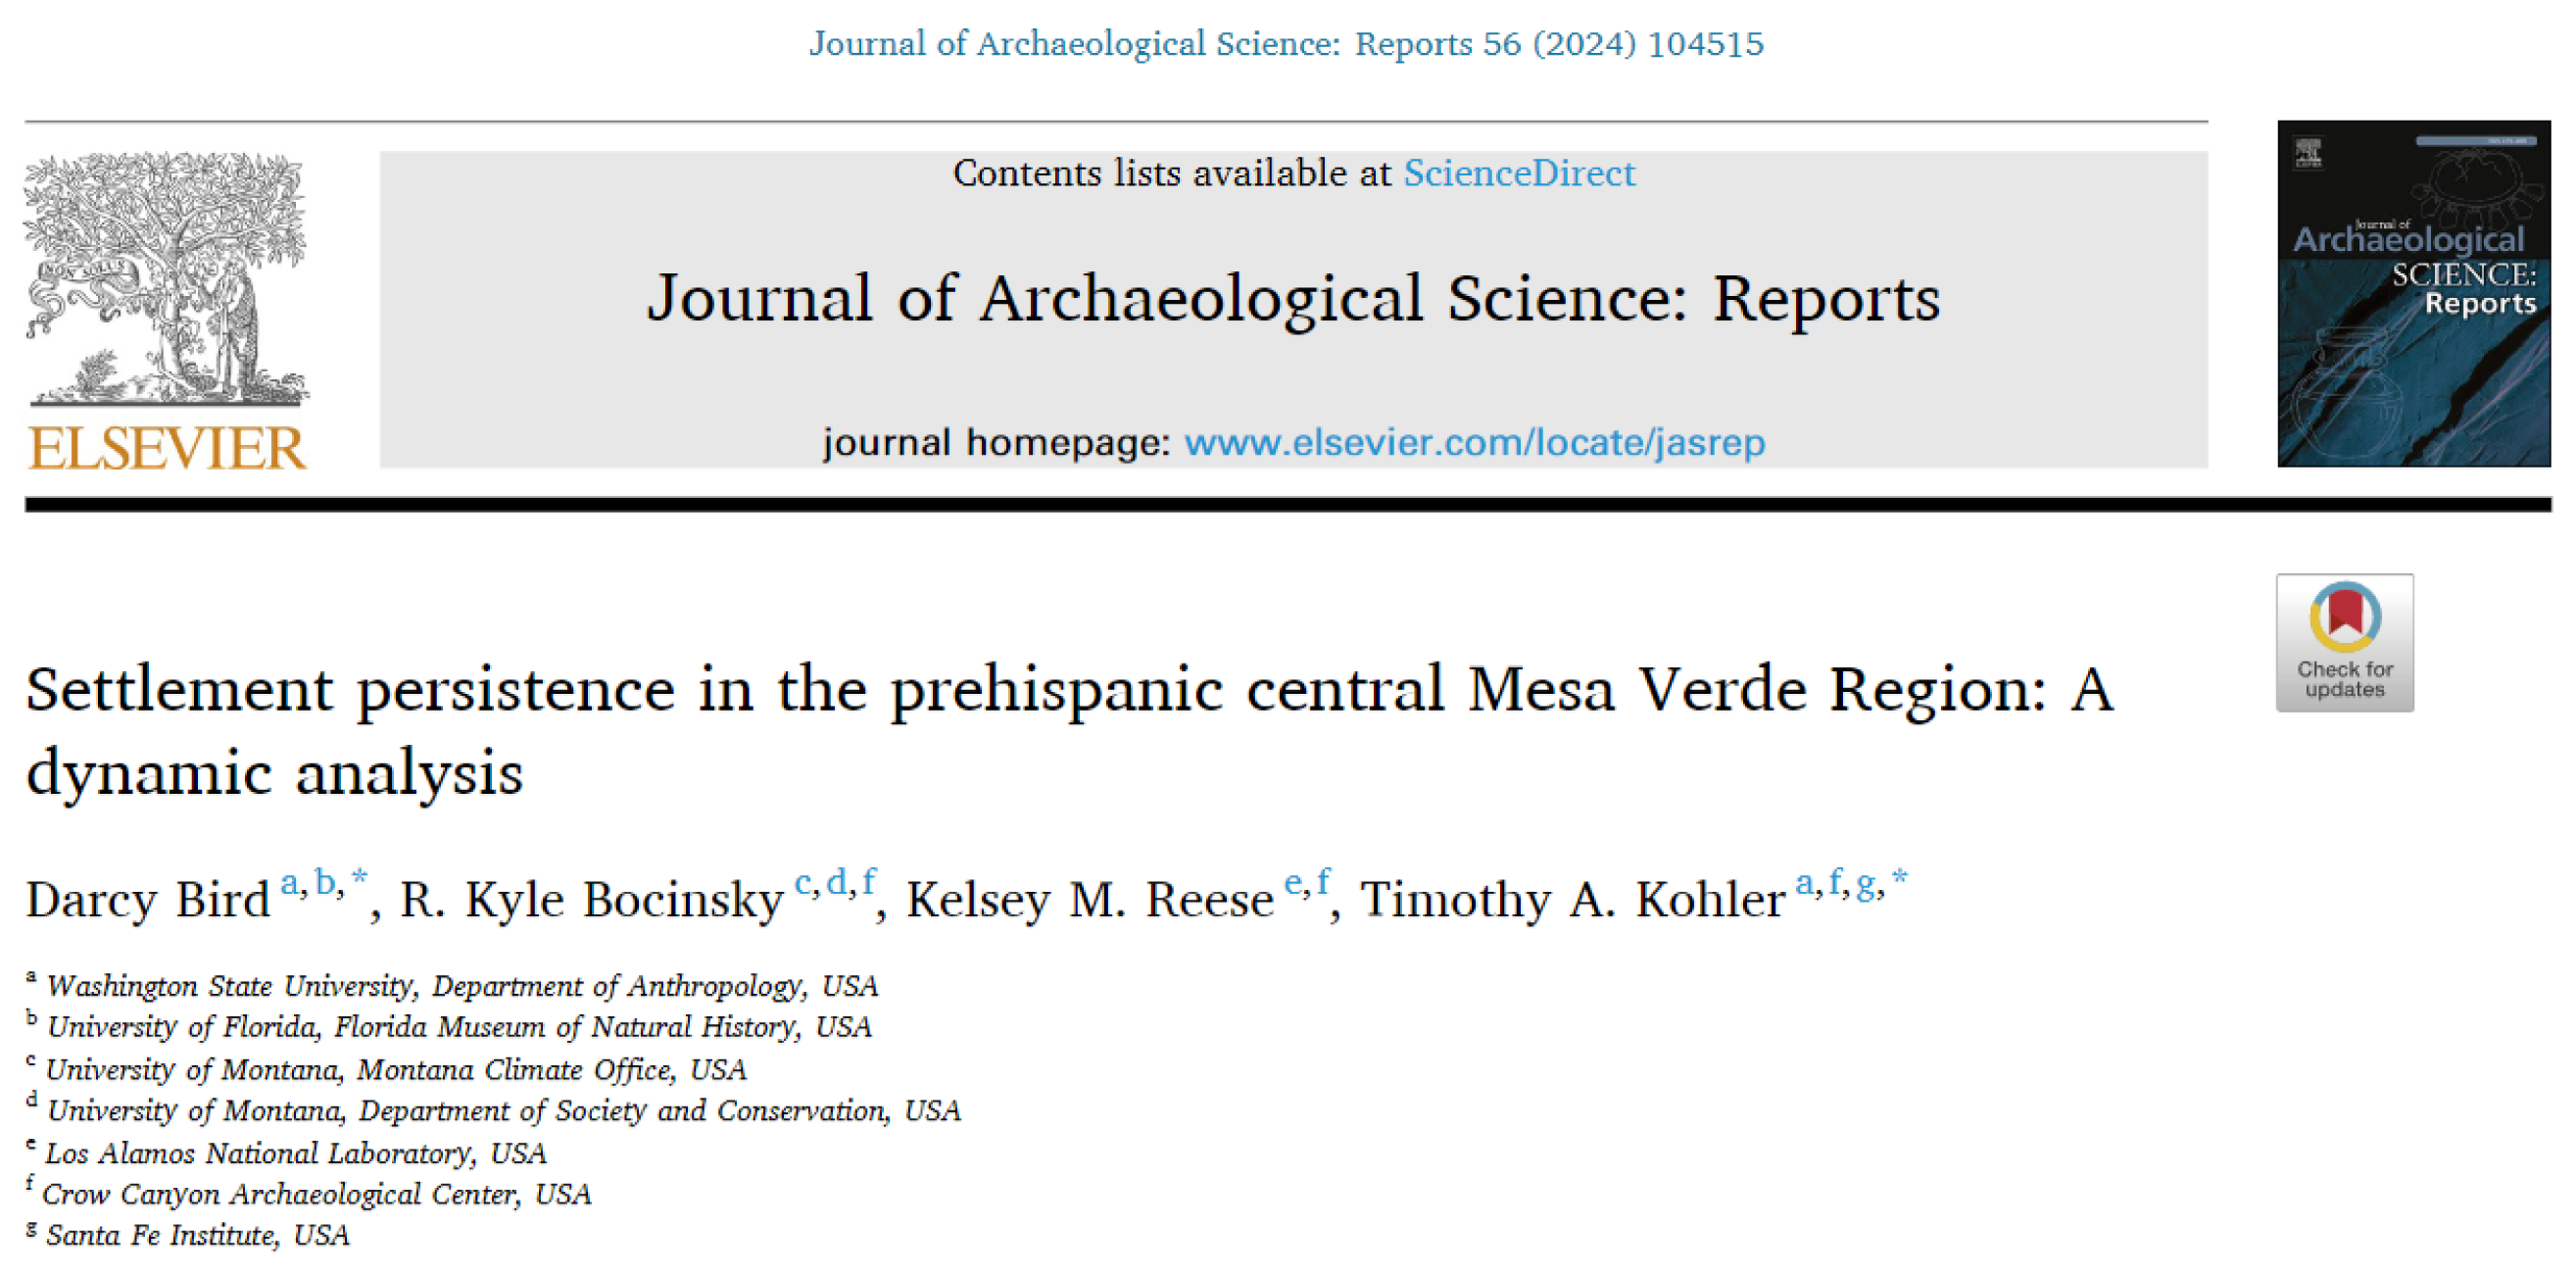 Journal of Archaeological Science: Reports 56 (2024) 104515
Contents lists available at ScienceDirect
Journal of Archaeological Science: Reports
journal homepage: www.elsevier.com/locate/jasrep
NON SOLUS
ELSEVIER
Journal of
Archaeological
SCIENCE:
Reports
Check for
updates
Settlement persistence in the prehispanic central Mesa Verde Region: A
dynamic analysis
Darcy Bird a,b,*, R. Kyle Bocinsky c,d,f, Kelsey M. Reese e,f, Timothy A. Kohler a,f,g,*
a Washington State University, Department of Anthropology, USA
b University of Florida, Florida Museum of Natural History, USA
c University of Montana, Montana Climate Office, USA
d University of Montana, Department of Society and Conservation, USA
e Los Alamos National Laboratory, USA
f Crow Canyon Archaeological Center, USA
g Santa Fe Institute, USA